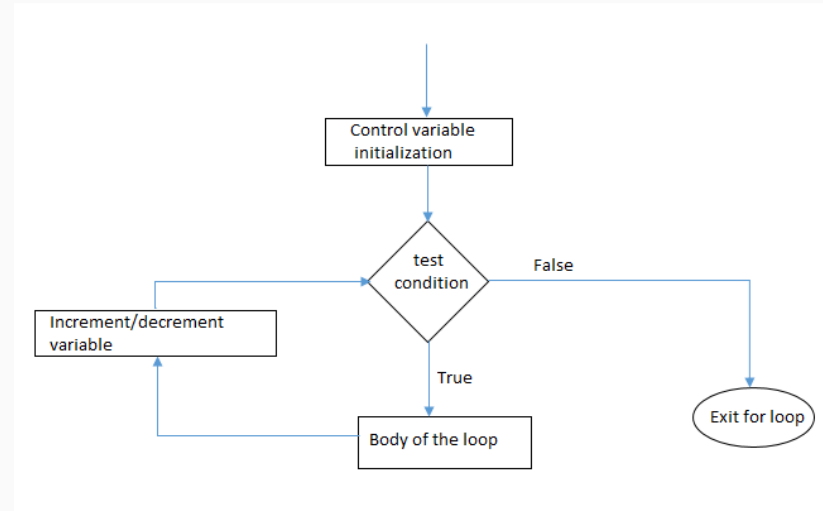 Control variable
initialization
test
condition
False
Increment/decrement
variable
True
Body of the loop
Exit for loop